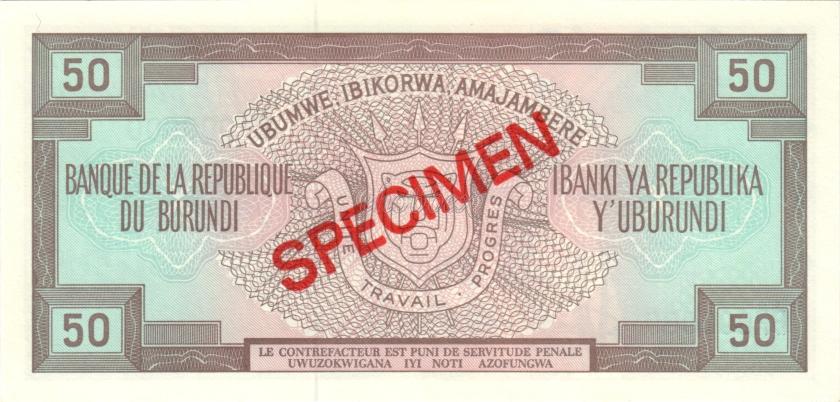 50
50
UBUMWE, IBIKORWA, AMAJAMBERE
BANQUE DE LA REPUBLIQUE
DU BURUNDI
IBANKI YA REPUBLIKA
Y'UBURUNDI
SPECIMEN
TRAVAIL · PROGRES
50
50
LE CONTREFACTEUR EST PUNI DE SERVITUDE PENALE
UWUZOKWIGANA IYI NOTI AZOFUNGWA